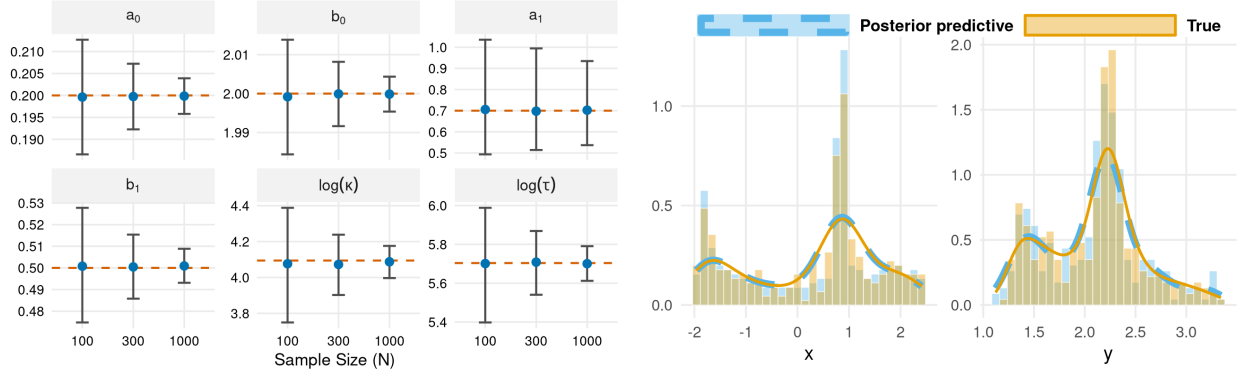 a₀ b₀ a₁
0.210 0.205 0.200 0.195 0.190
2.01 2.00 1.99
1.0 0.9 0.8 0.7 0.6 0.5
b₁ log(κ) log(τ)
0.53 0.52 0.51 0.50 0.49 0.48
4.4 4.2 4.0 3.8
6.0 5.8 5.6 5.4
100 300 1000 100 300 1000 100 300 1000
Sample Size (N)
Posterior predictive True
1.0 0.5 0.0
-2 -1 0 1 2
x
2.0 1.5 1.0 0.5 0.0
1.0 1.5 2.0 2.5 3.0
y